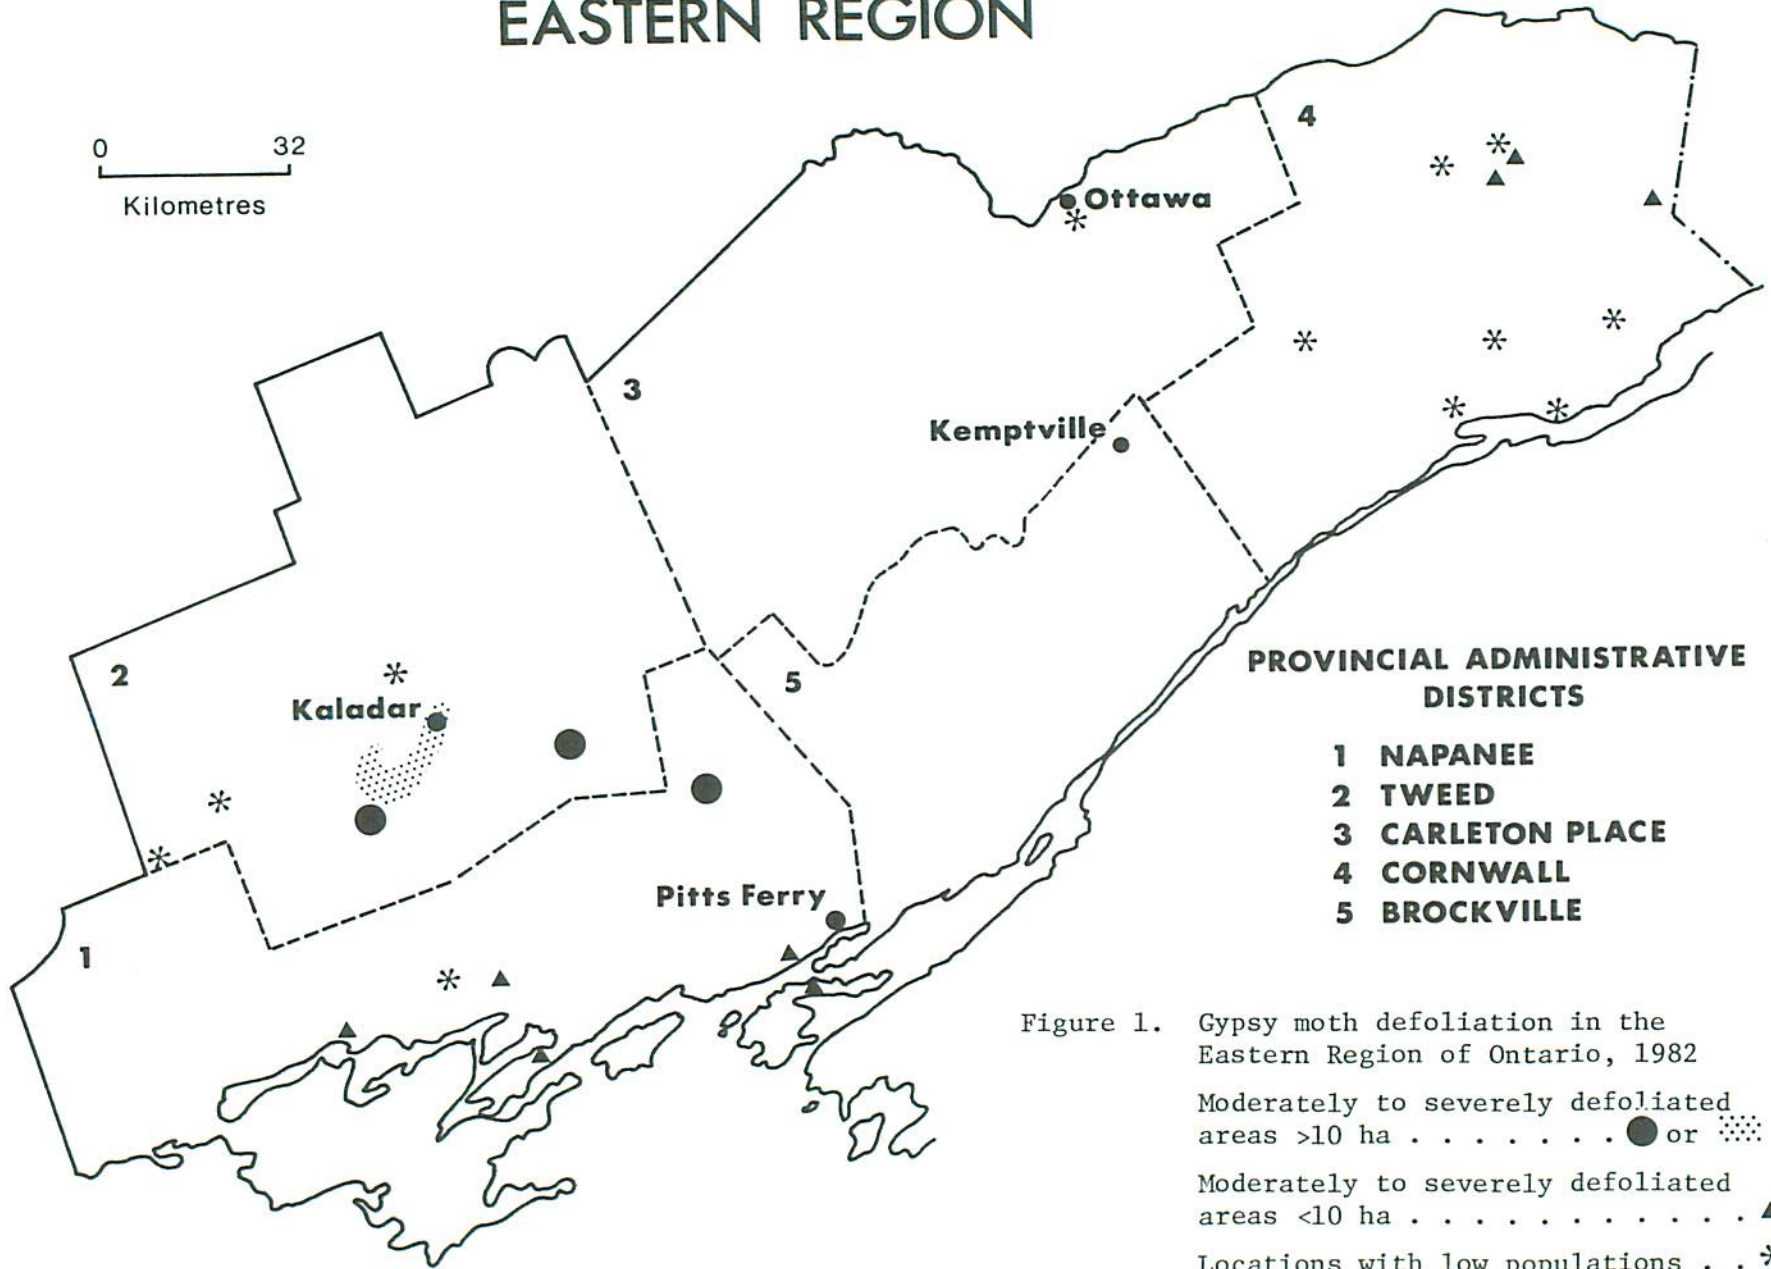 EASTERN REGION
0 32
Kilometres
4
Ottawa
3
Kemptville
2
Kaladar
5
Pitts Ferry
1
PROVINCIAL ADMINISTRATIVE
DISTRICTS
1 NAPANEE
2 TWEED
3 CARLETON PLACE
4 CORNWALL
5 BROCKVILLE
Figure 1. Gypsy moth defoliation in the
Eastern Region of Ontario, 1982
Moderately to severely defoliated
areas >10 ha . . . . . . . ● or
Moderately to severely defoliated
areas <10 ha . . . . . . . . . . . . ▲
Locations with low populations . . *